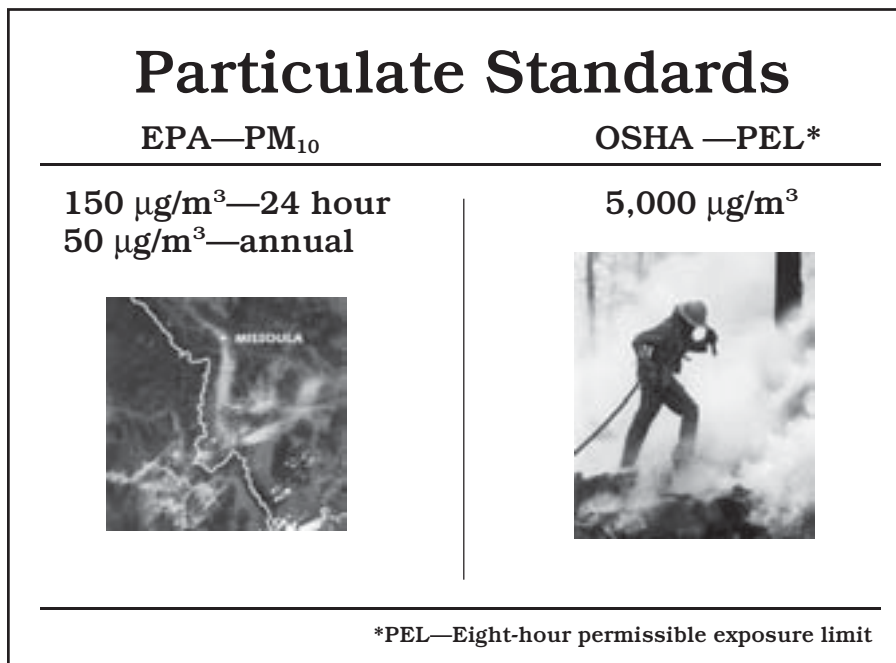 Particulate Standards
EPA—PM₁₀
OSHA —PEL*
150 µg/m³—24 hour
50 µg/m³—annual
5,000 µg/m³
MISSOULA
*PEL—Eight-hour permissible exposure limit